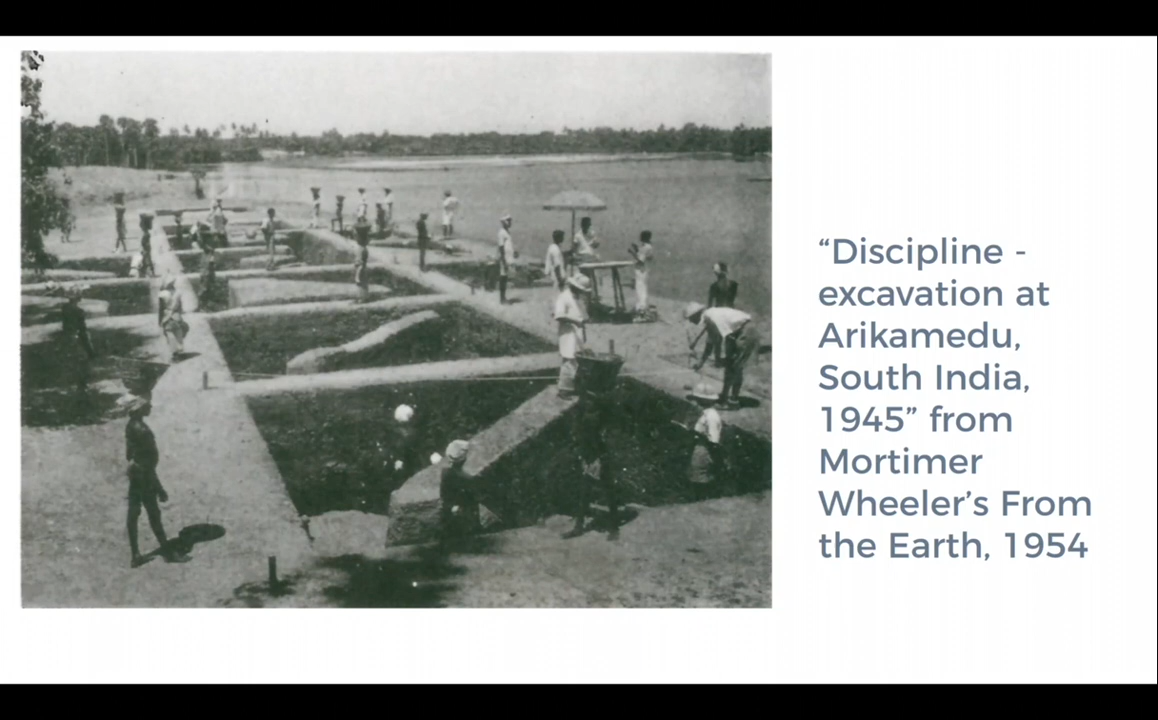 “Discipline -
excavation at
Arikamedu,
South India,
1945” from
Mortimer
Wheeler’s From
the Earth, 1954